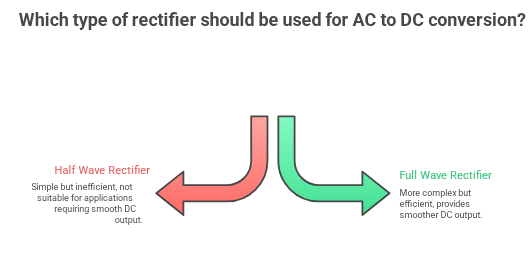 Which type of rectifier should be used for AC to DC conversion?
Half Wave Rectifier
Simple but inefficient, not
suitable for applications
requiring smooth DC
output.
Full Wave Rectifier
More complex but
efficient, provides
smoother DC output.